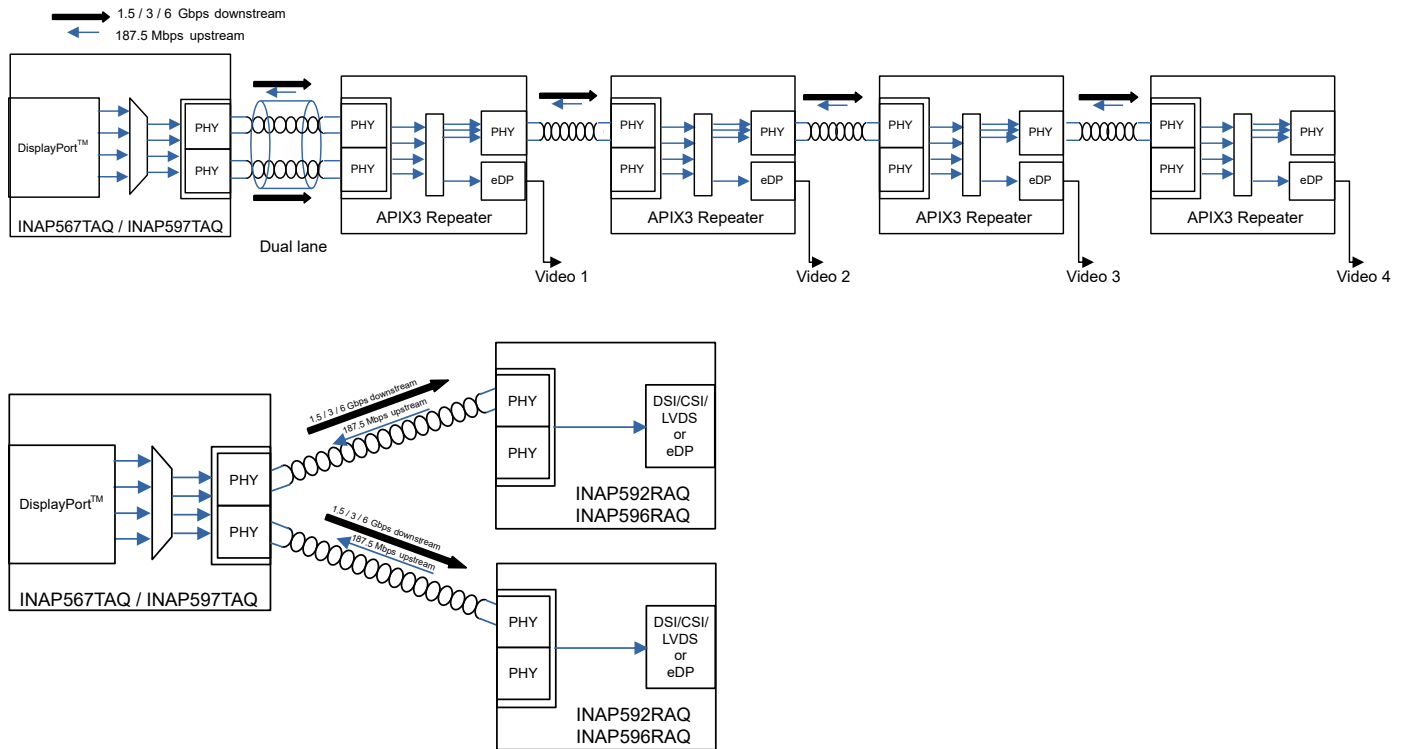 1.5 / 3 / 6 Gbps downstream
187.5 Mbps upstream
DisplayPort™
PHY
PHY
INAP567TAQ / INAP597TAQ
Dual lane
PHY
PHY
PHY
eDP
APIX3 Repeater
Video 1
PHY
PHY
PHY
eDP
APIX3 Repeater
Video 2
PHY
PHY
PHY
eDP
APIX3 Repeater
Video 3
PHY
PHY
PHY
eDP
APIX3 Repeater
Video 4
DisplayPort™
PHY
PHY
INAP567TAQ / INAP597TAQ
1.5 / 3 / 6 Gbps downstream
187.5 Mbps upstream
PHY
PHY
DSI/CSI/
LVDS
or
eDP
INAP592RAQ
INAP596RAQ
1.5 / 3 / 6 Gbps downstream
187.5 Mbps upstream
PHY
PHY
DSI/CSI/
LVDS
or
eDP
INAP592RAQ
INAP596RAQ